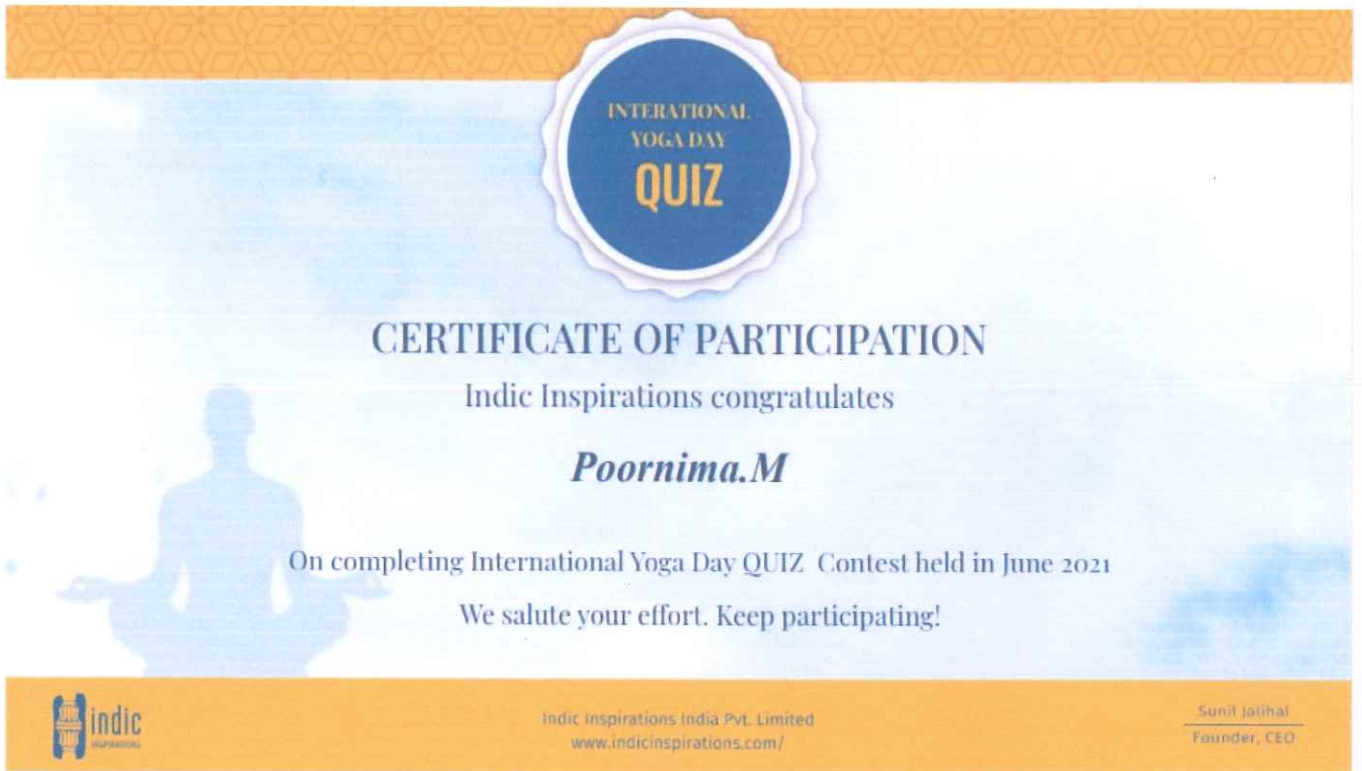 INTERATIONAL
YOGA DAY
QUIZ
CERTIFICATE OF PARTICIPATION
Indic Inspirations congratulates
Poornima.M
On completing International Yoga Day QUIZ Contest held in June 2021
We salute your effort. Keep participating!
indic
INSPIRATIONS
Indic Inspirations India Pvt. Limited
www.indicinspirations.com/
Sunil Jalihal
Founder, CEO